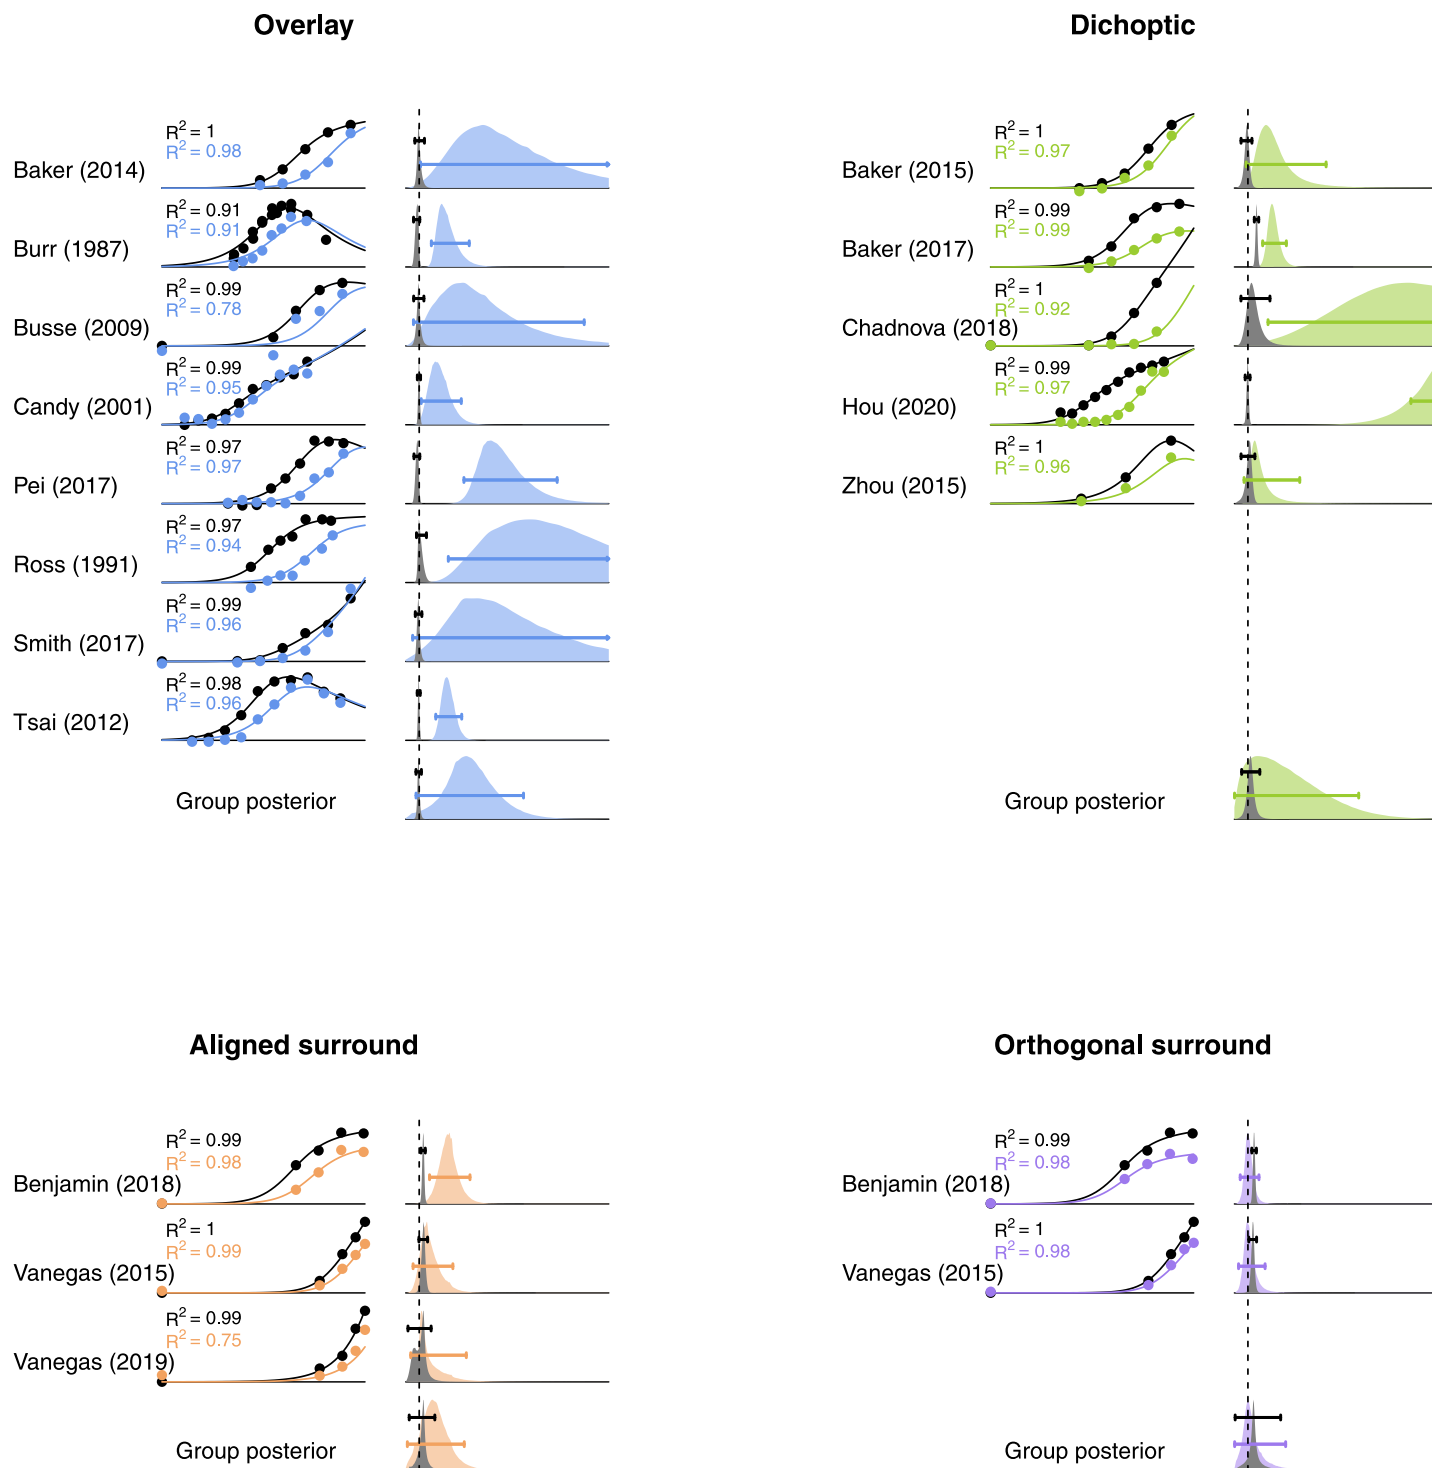 Overlay
R² = 1
R² = 0.98
Baker (2014)
R² = 0.91
R² = 0.91
Burr (1987)
R² = 0.99
R² = 0.78
Busse (2009)
R² = 0.99
R² = 0.95
Candy (2001)
R² = 0.97
R² = 0.97
Pei (2017)
R² = 0.97
R² = 0.94
Ross (1991)
R² = 0.99
R² = 0.96
Smith (2017)
R² = 0.98
R² = 0.96
Tsai (2012)
Group posterior
Dichoptic
R² = 1
R² = 0.97
Baker (2015)
R² = 0.99
R² = 0.99
Baker (2017)
R² = 1
R² = 0.92
Chadnova (2018)
R² = 0.99
R² = 0.97
Hou (2020)
R² = 1
R² = 0.96
Zhou (2015)
Group posterior
Aligned surround
R² = 0.99
R² = 0.98
Benjamin (2018)
R² = 1
R² = 0.99
Vanegas (2015)
R² = 0.99
R² = 0.75
Vanegas (2019)
Group posterior
Orthogonal surround
R² = 0.99
R² = 0.98
Benjamin (2018)
R² = 1
R² = 0.98
Vanegas (2015)
Group posterior